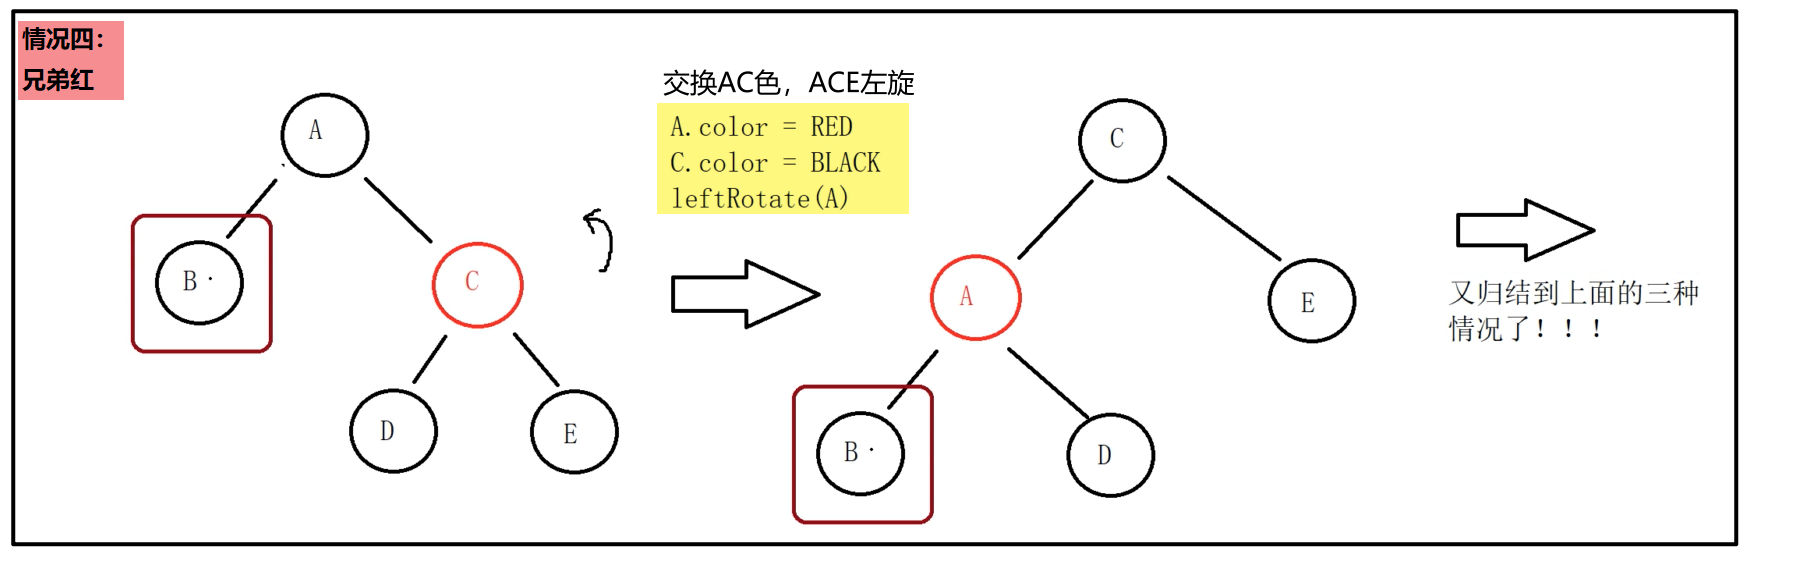 情况四：
兄弟红
交换AC色，ACE左旋
A.color = RED
C.color = BLACK
leftRotate(A)
A
B·
C
D
E
C
A
E
B·
D
又归结到上面的三种
情况了！！！